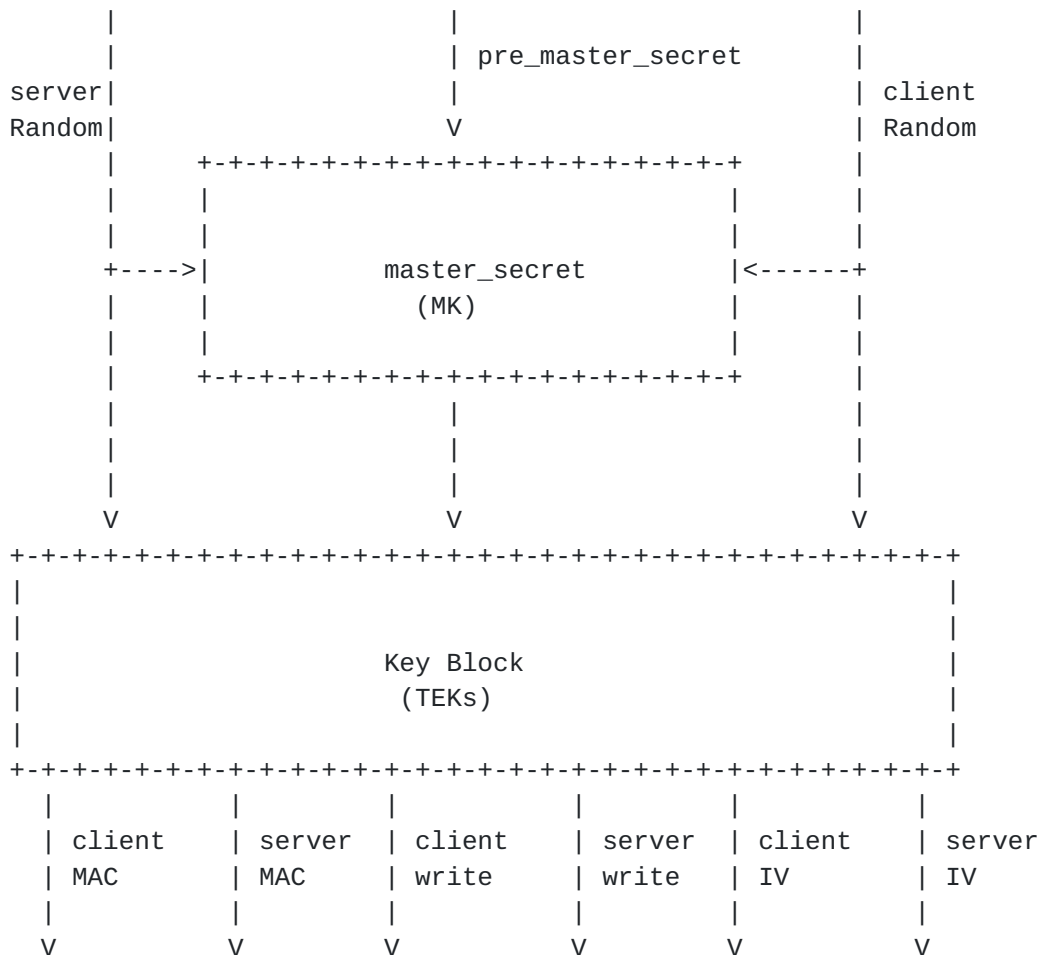 pre_master_secret
server client
Random Random
master_secret
(MK)
Key Block
(TEKs)
client server client server client server
MAC MAC write write IV IV